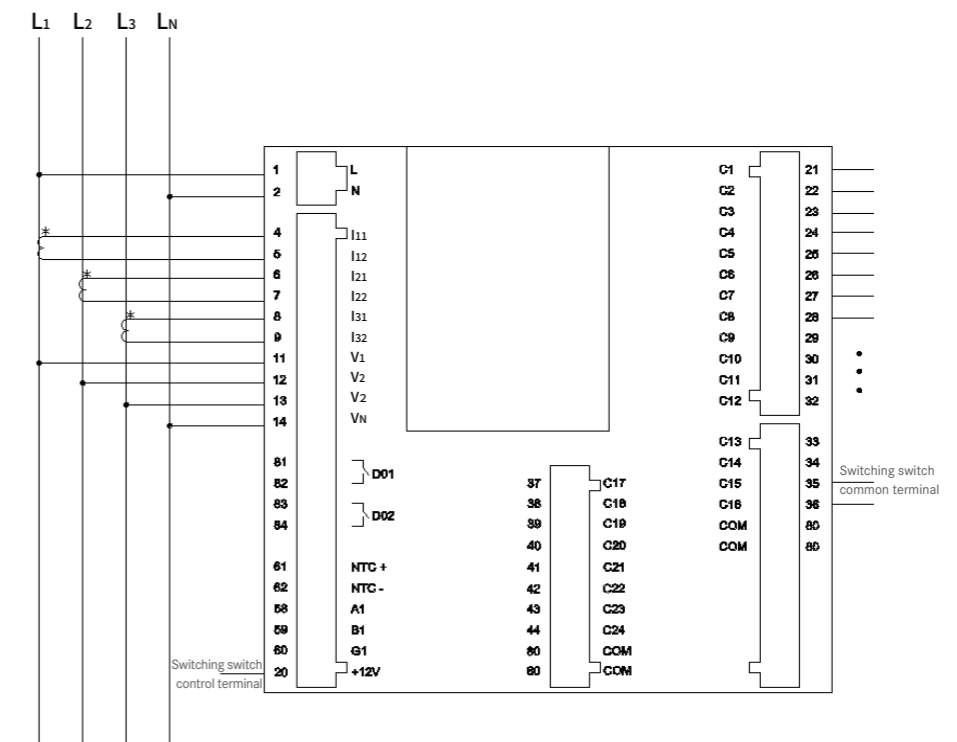 L1 L2 L3 LN
1 L
2 N
4 I11
5 I12
6 I21
7 I22
8 I31
9 I32
11 V1
12 V2
13 V2
14 VN
81
82
D01
83
84
D02
61 NTC +
62 NTC -
58 A1
59 B1
60 G1
20 +12V
Switching switch
control terminal
37 C17
38 C18
39 C19
40 C20
41 C21
42 C22
43 C23
44 C24
80 COM
80 COM
C1 21
C2 22
C3 23
C4 24
C5 25
C6 26
C7 27
C8 28
C9 29
C10 30
C11 31
C12 32
C13 33
C14 34
C15 35
C16 36
COM 80
COM 80
Switching switch
common terminal